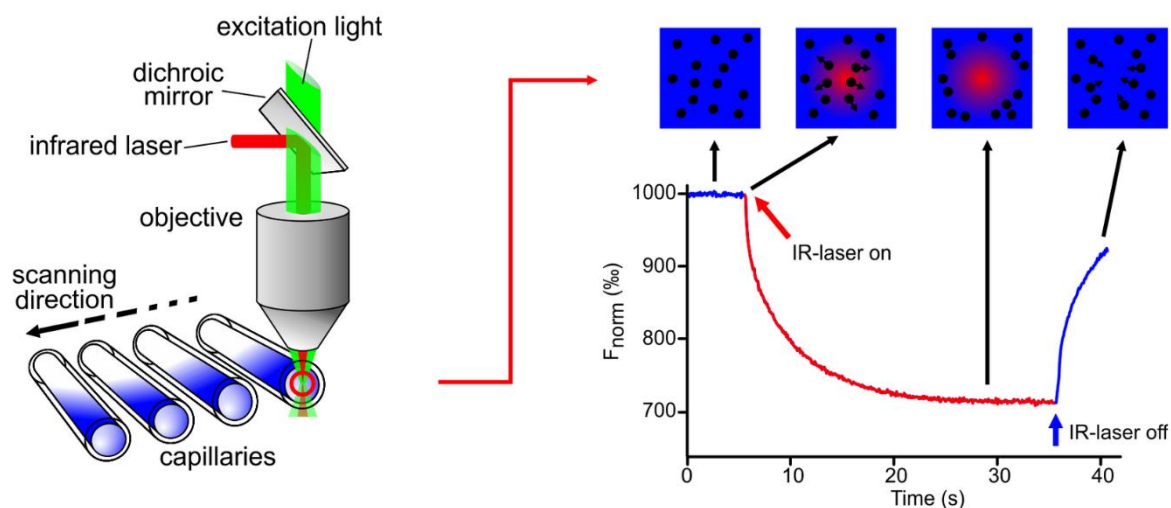 excitation light
dichroic
mirror
infrared laser
objective
scanning
direction
capillaries
1000
900
800
700
Fnorm (‰)
IR-laser on
IR-laser off
0
10
20
30
40
Time (s)